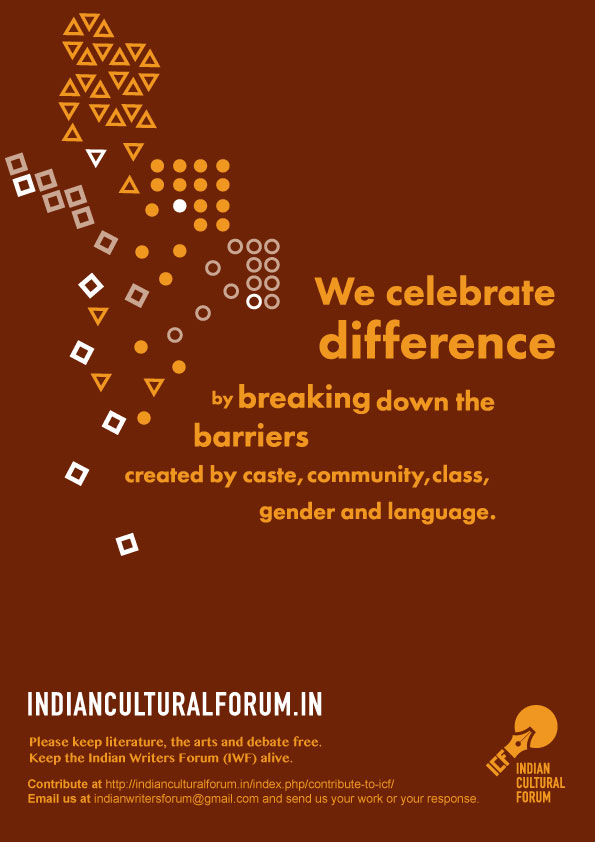 We celebrate
difference
by breaking down the
barriers
created by caste, community,class,
gender and language.
INDIANCULTURALFORUM.IN
Please keep literature, the arts and debate free.
Keep the Indian Writers Forum (IWF) alive.
Contribute at http://indianculturalforum.in/index.php/contribute-to-icf/
Email us at indianwritersforum@gmail.com and send us your work or your response.
ICF
INDIAN
CULTURAL
FORUM